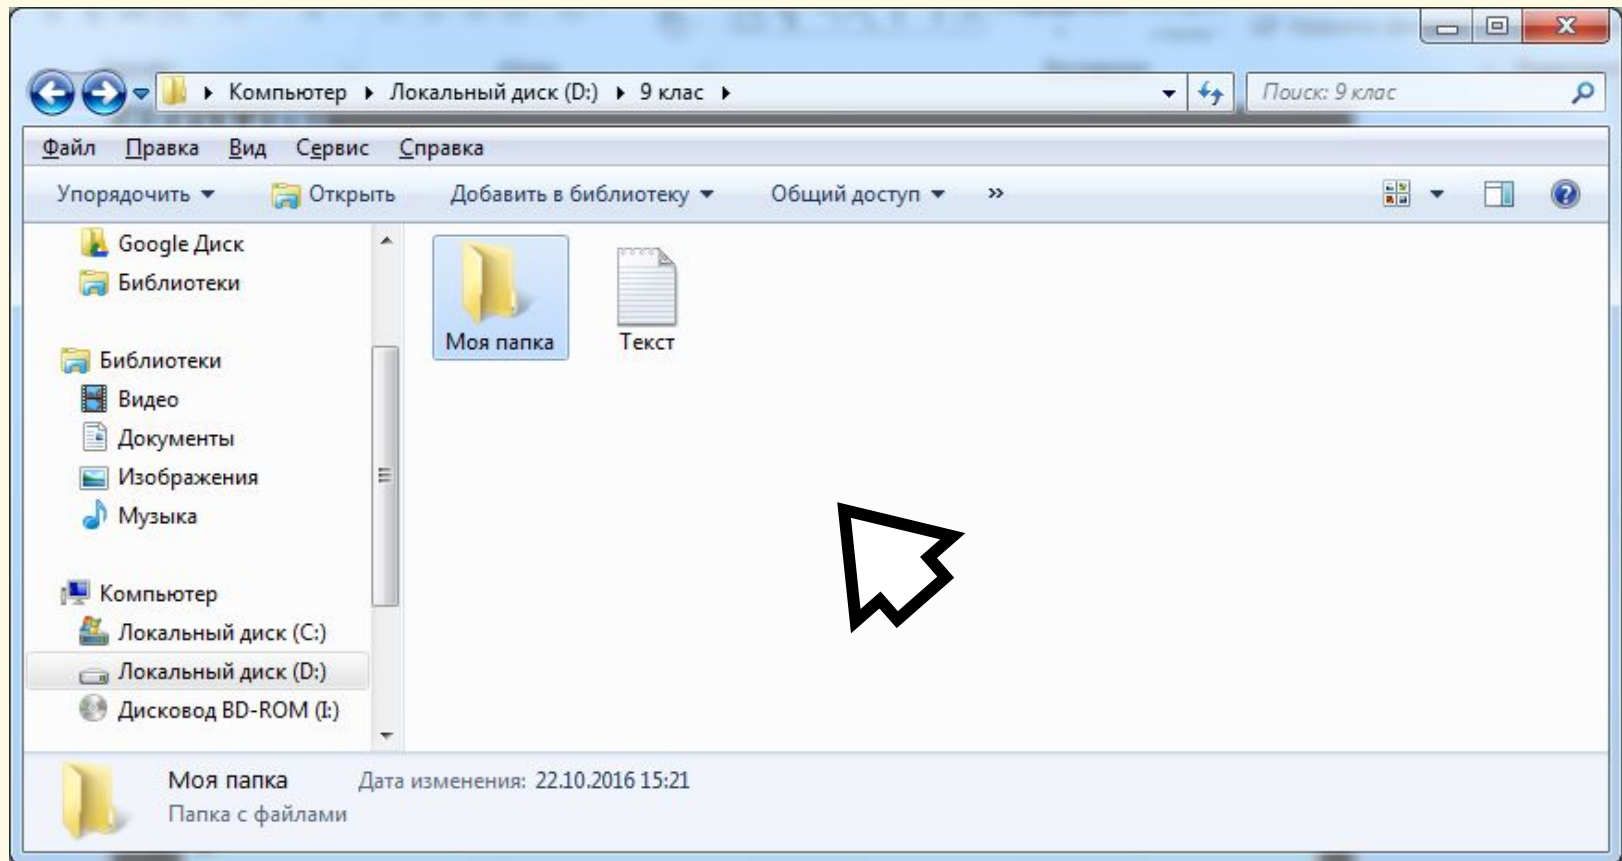 Компьютер ▸ Локальный диск (D:) ▸ 9 клас ▸
Поиск: 9 клас
Файл Правка Вид Сервис Справка
Упорядочить Открыть Добавить в библиотеку Общий доступ »
Google Диск
Библиотеки
Библиотеки
Видео
Документы
Изображения
Музыка
Компьютер
Локальный диск (C:)
Локальный диск (D:)
Дисковод BD-ROM (I:)
Моя папка Текст
Моя папка Дата изменения: 22.10.2016 15:21
Папка с файлами